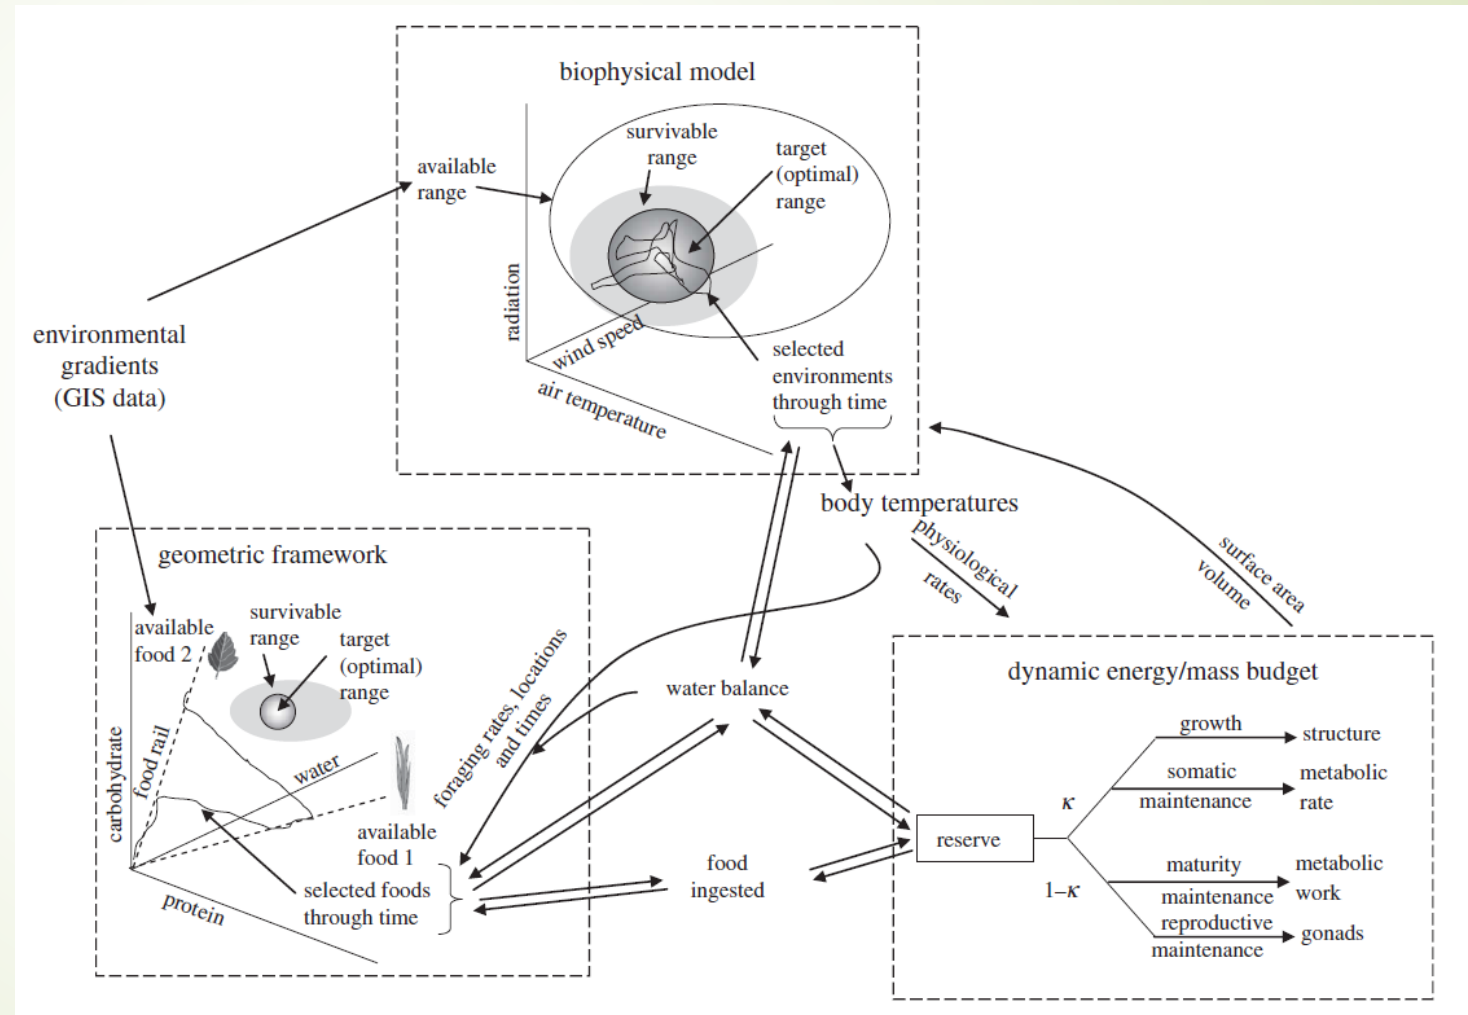 biophysical model
survivable
range
target
(optimal)
range
available
range
radiation
wind speed
air temperature
selected
environments
through time
environmental
gradients
(GIS data)
body temperatures
physiological
rates
surface area
volume
geometric framework
available
food 2
survivable
range
target
(optimal)
range
carbohydrate
food rail
water
protein
available
food 1
selected foods
through time
foraging rates, locations
and times
water balance
food
ingested
dynamic energy/mass budget
reserve
κ
1–κ
growth
structure
somatic
maintenance
metabolic
rate
maturity
maintenance
metabolic
work
reproductive
maintenance
gonads